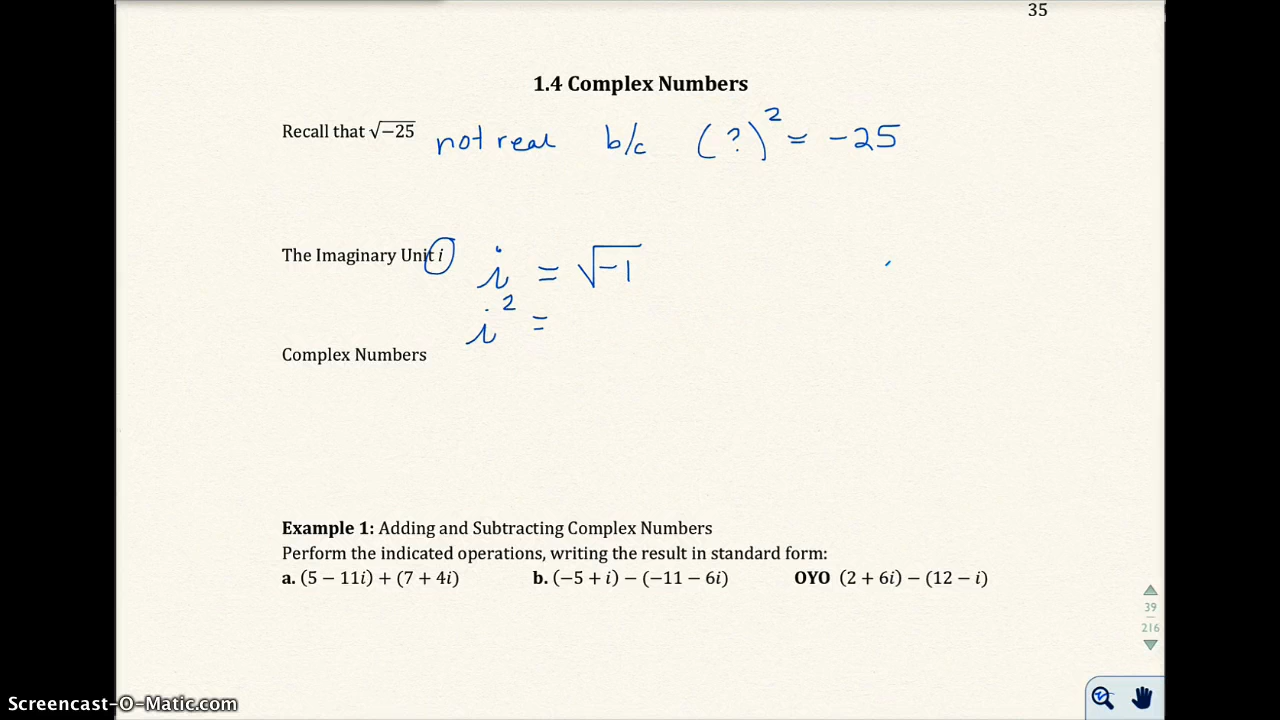 35
1.4 Complex Numbers
Recall that √−25 not real b/c (?)² = −25
The Imaginary Unit i i = √−1
i² =
Complex Numbers
Example 1: Adding and Subtracting Complex Numbers
Perform the indicated operations, writing the result in standard form:
a. (5 − 11i) + (7 + 4i) b. (−5 + i) − (−11 − 6i) OYO (2 + 6i) − (12 − i)
39
216
Screencast-O-Matic.com